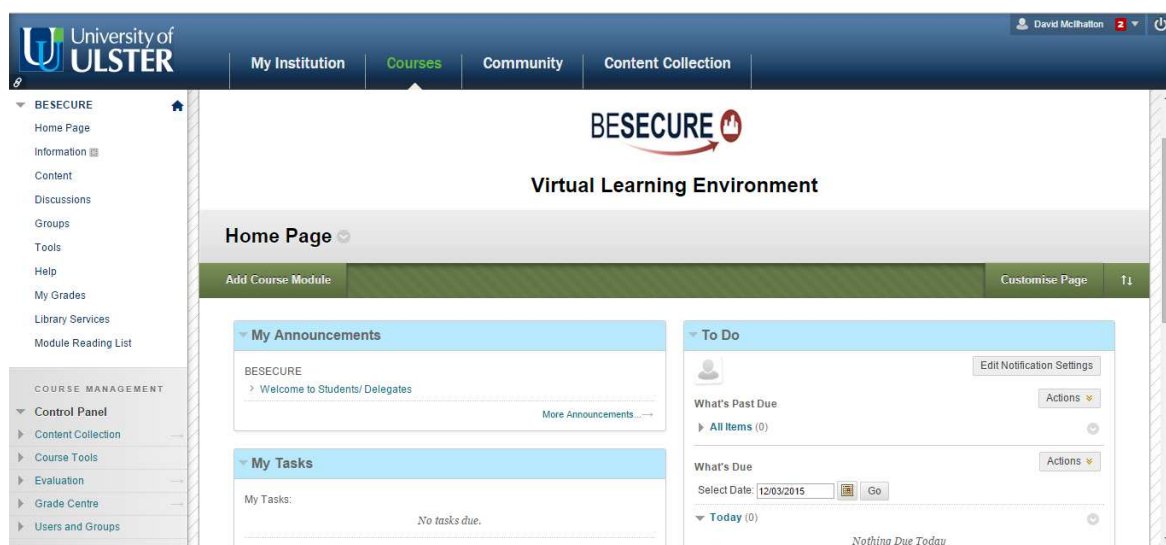 University of
ULSTER
David McIlhatton 2
My Institution
Courses
Community
Content Collection
BESECURE
Home Page
Information
Content
Discussions
Groups
Tools
Help
My Grades
Library Services
Module Reading List
COURSE MANAGEMENT
Control Panel
Content Collection
Course Tools
Evaluation
Grade Centre
Users and Groups
BESECURE
Virtual Learning Environment
Home Page
Add Course Module
Customise Page
My Announcements
BESECURE
Welcome to Students/ Delegates
More Announcements...
My Tasks
My Tasks:
No tasks due.
To Do
Edit Notification Settings
What's Past Due
Actions
All Items (0)
What's Due
Actions
Select Date: 12/03/2015 Go
Today (0)
Nothing Due Today